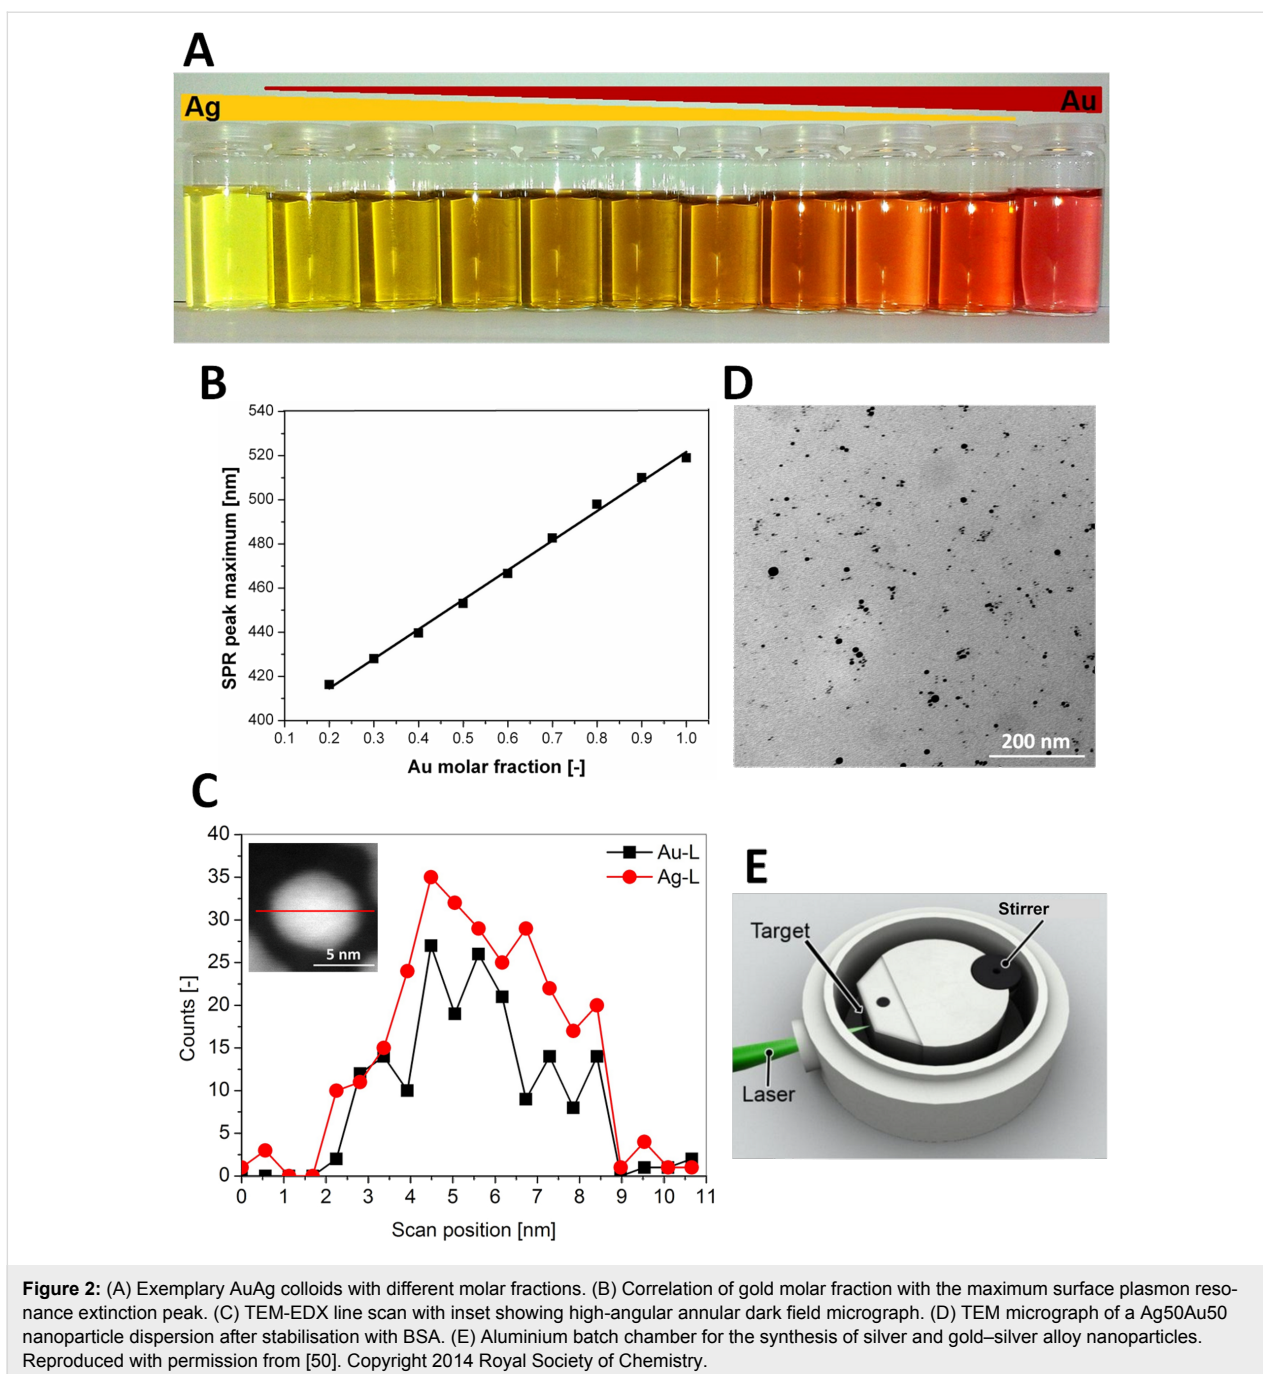 A
Ag
Au
B
540
520
500
480
460
440
420
400
SPR peak maximum [nm]
0.1 0.2 0.3 0.4 0.5 0.6 0.7 0.8 0.9 1.0
Au molar fraction [-]
D
200 nm
C
40
35
30
25
20
15
10
5
0
Counts [-]
5 nm
Au-L
Ag-L
0 1 2 3 4 5 6 7 8 9 10 11
Scan position [nm]
E
Stirrer
Target
Laser
Figure 2: (A) Exemplary AuAg colloids with different molar fractions. (B) Correlation of gold molar fraction with the maximum surface plasmon reso-
nance extinction peak. (C) TEM-EDX line scan with inset showing high-angular annular dark field micrograph. (D) TEM micrograph of a Ag50Au50
nanoparticle dispersion after stabilisation with BSA. (E) Aluminium batch chamber for the synthesis of silver and gold–silver alloy nanoparticles.
Reproduced with permission from [50]. Copyright 2014 Royal Society of Chemistry.